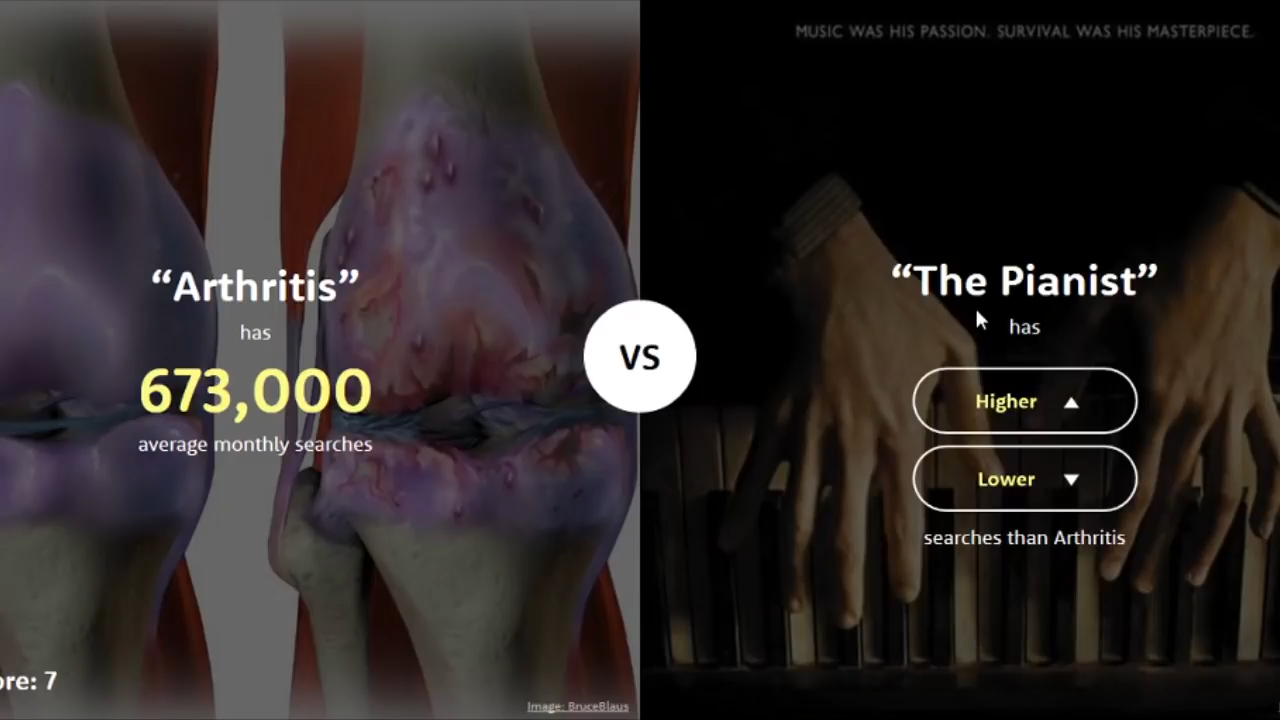 MUSIC WAS HIS PASSION. SURVIVAL WAS HIS MASTERPIECE.
“Arthritis”
has
673,000
average monthly searches
VS
“The Pianist”
has
Higher ▲
Lower ▼
searches than Arthritis
ore: 7
Image: BruceBlaus